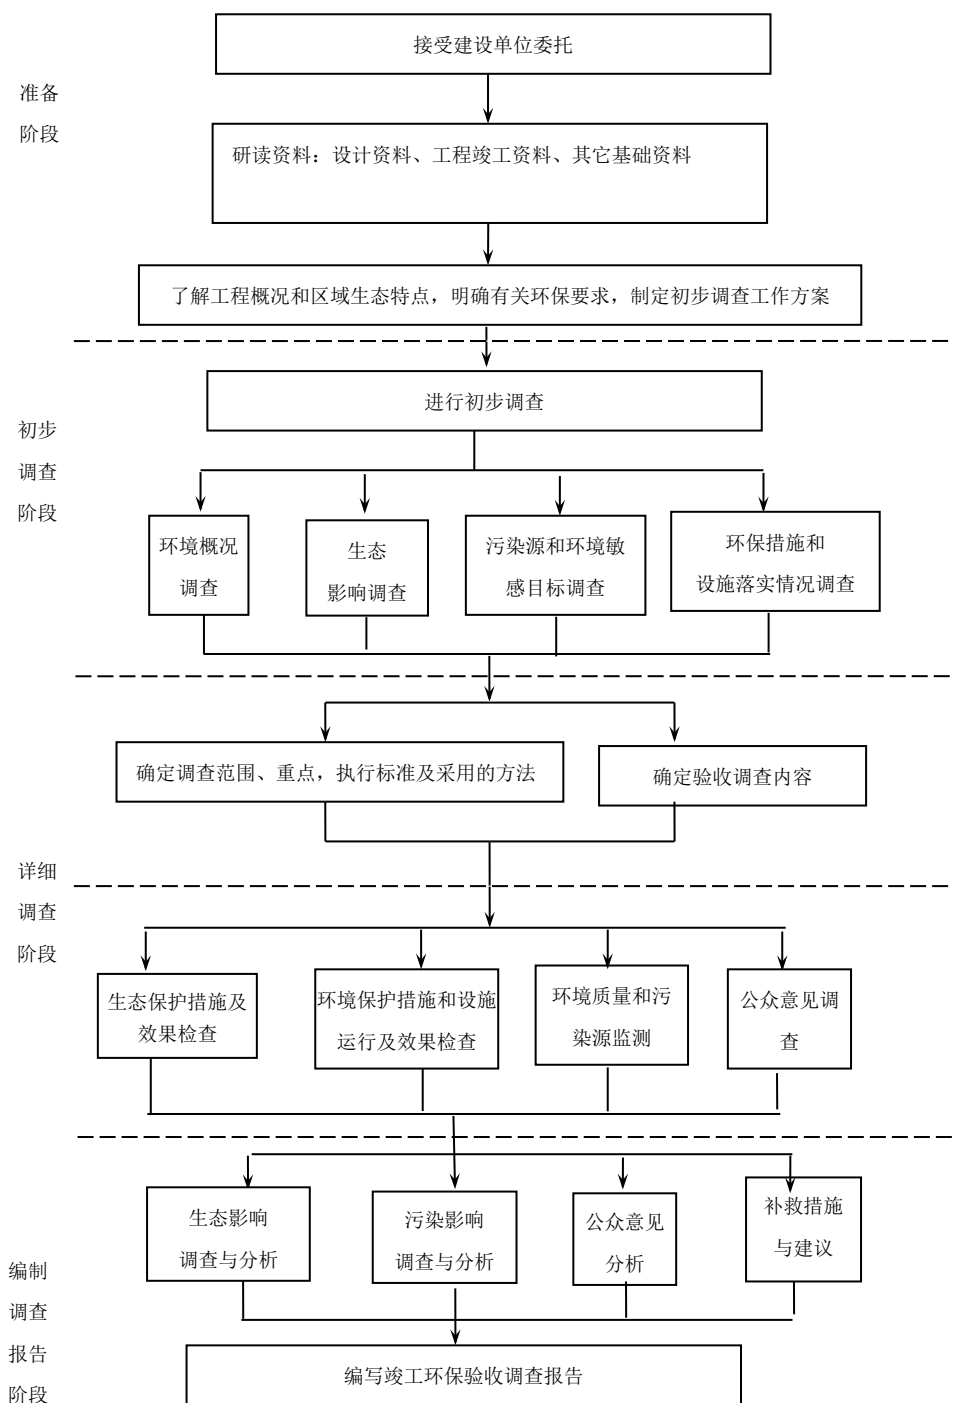 接受建设单位委托
准备
阶段
研读资料：设计资料、工程竣工资料、其它基础资料
了解工程概况和区域生态特点，明确有关环保要求，制定初步调查工作方案
进行初步调查
初步
调查
阶段
环境概况
调查
生态
影响调查
污染源和环境敏
感目标调查
环保措施和
设施落实情况调查
确定调查范围、重点，执行标准及采用的方法
确定验收调查内容
详细
调查
阶段
生态保护措施及
效果检查
环境保护措施和设施
运行及效果检查
环境质量和污
染源监测
公众意见调
查
生态影响
调查与分析
污染影响
调查与分析
公众意见
分析
补救措施
与建议
编制
调查
报告
阶段
编写竣工环保验收调查报告